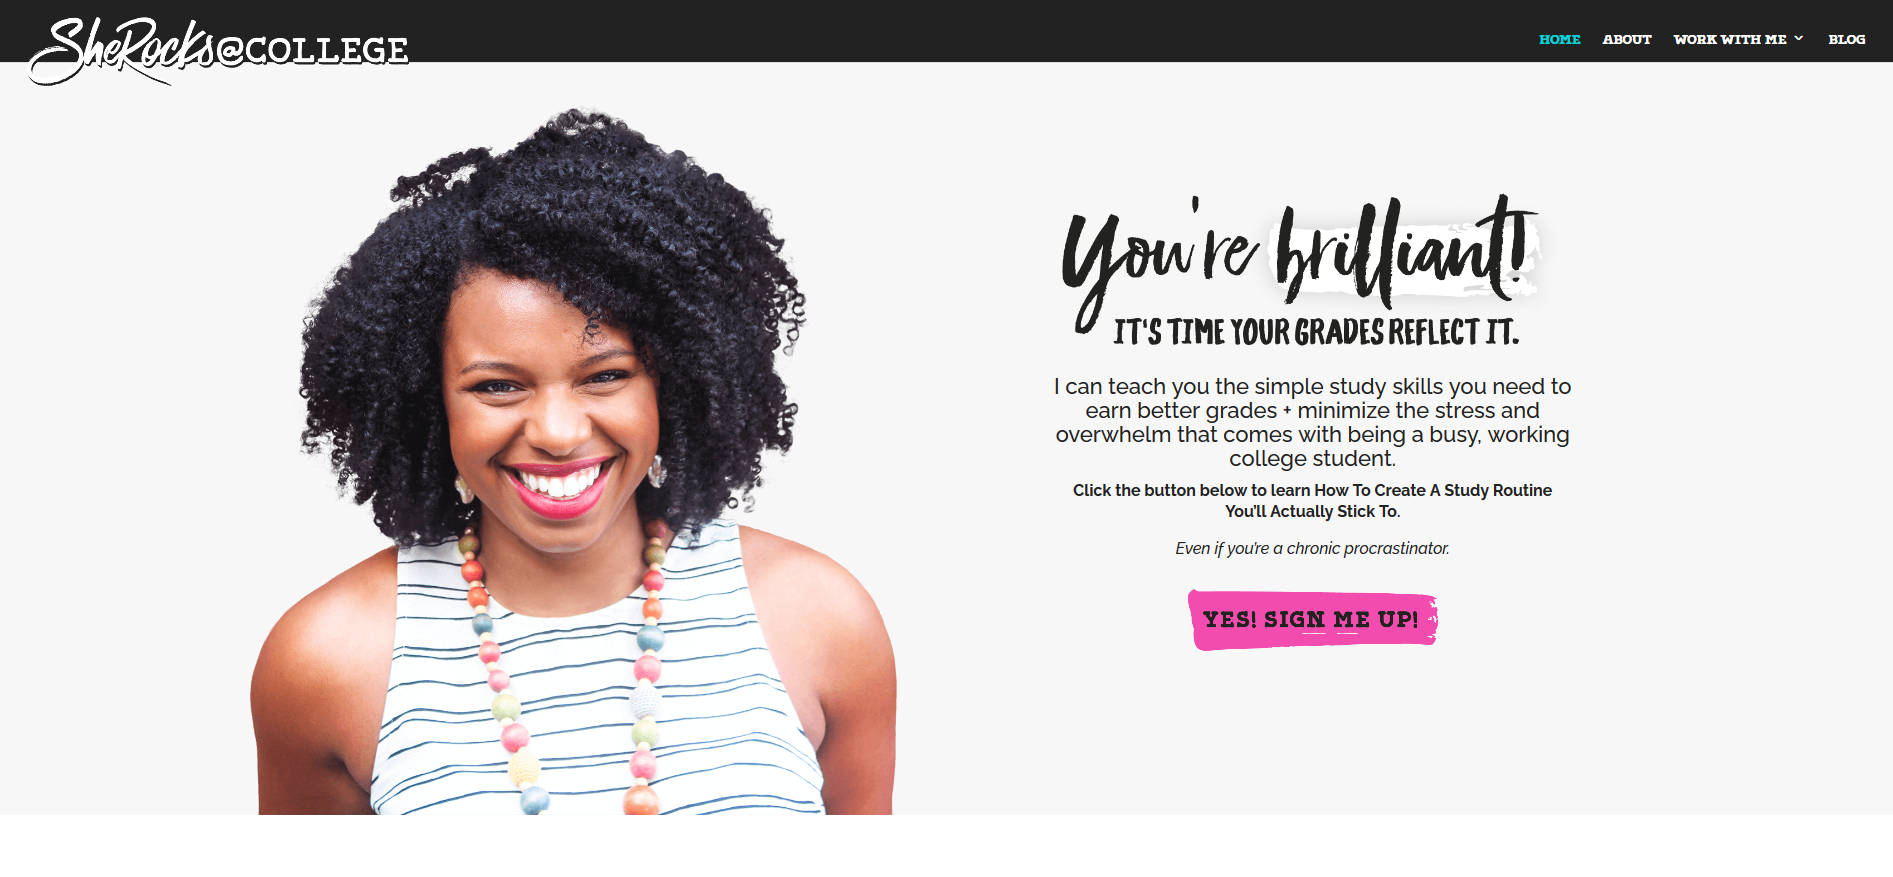 SheRocks@COLLEGE
HOME ABOUT WORK WITH ME BLOG
You're brilliant!
IT'S TIME YOUR GRADES REFLECT IT.
I can teach you the simple study skills you need to
earn better grades + minimize the stress and
overwhelm that comes with being a busy, working
college student.
Click the button below to learn How To Create A Study Routine
You'll Actually Stick To.
Even if you're a chronic procrastinator.
YES! SIGN ME UP!